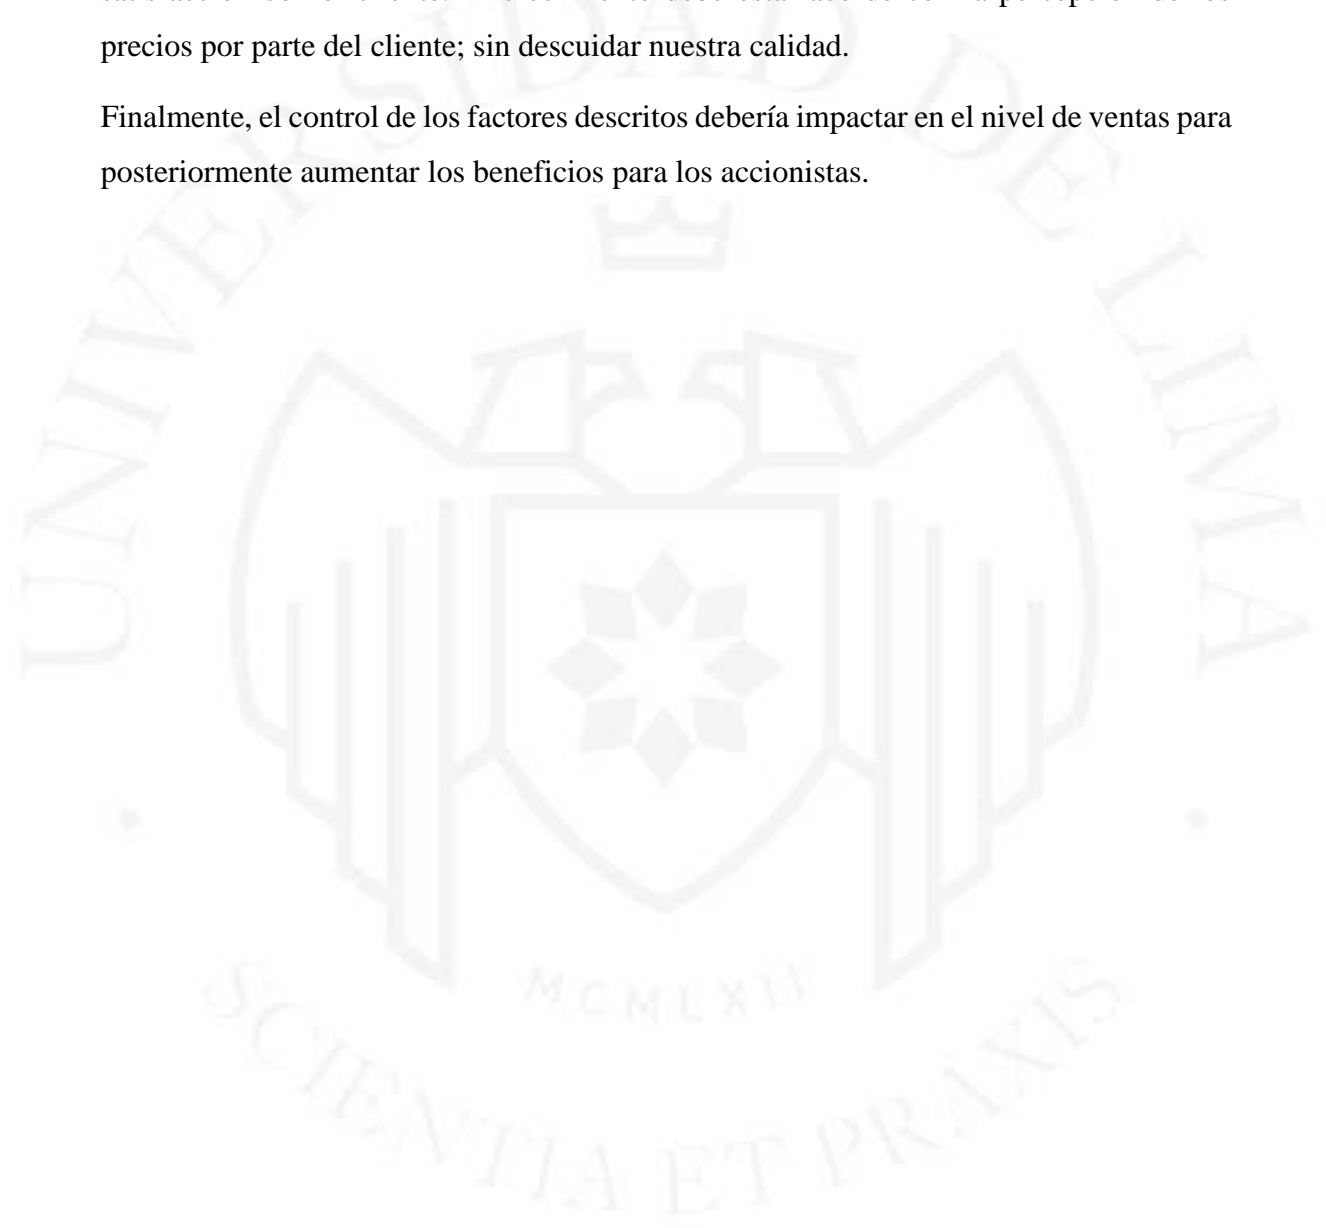 precios por parte del cliente; sin descuidar nuestra calidad.
Finalmente, el control de los factores descritos debería impactar en el nivel de ventas para
posteriormente aumentar los beneficios para los accionistas.
UNIVERSIDAD DE LIMA
MCMLXII
SCIENTIA ET PRAXIS